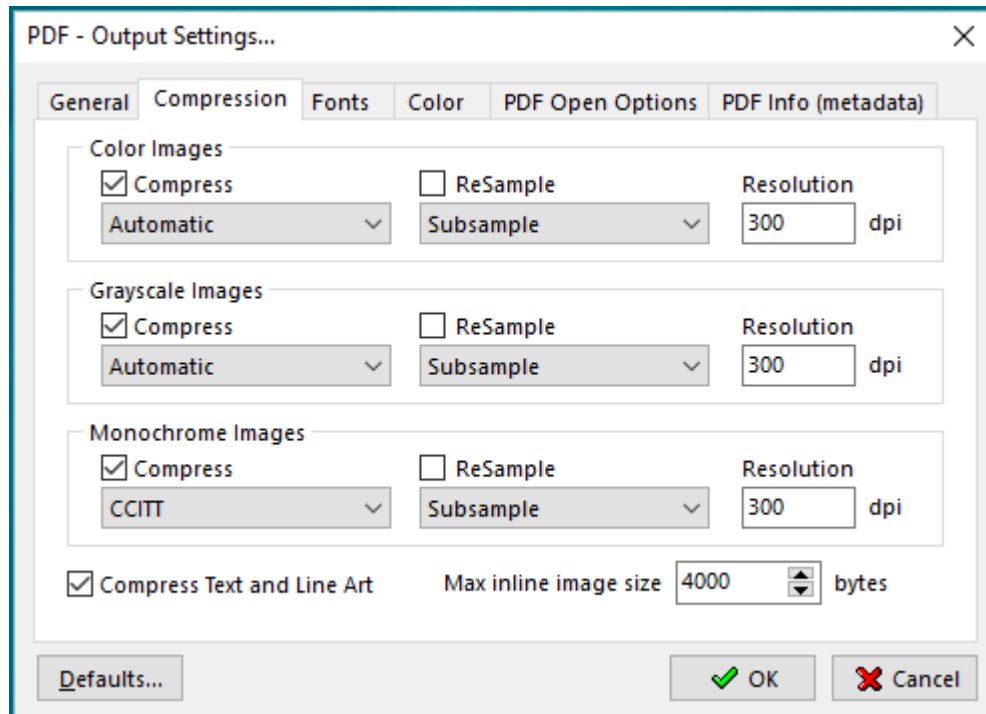 PDF - Output Settings...
General Compression Fonts Color PDF Open Options PDF Info (metadata)
Color Images
Compress ReSample Resolution
Automatic Subsample 300 dpi
Grayscale Images
Compress ReSample Resolution
Automatic Subsample 300 dpi
Monochrome Images
Compress ReSample Resolution
CCITT Subsample 300 dpi
Compress Text and Line Art Max inline image size 4000 bytes
Defaults... OK Cancel